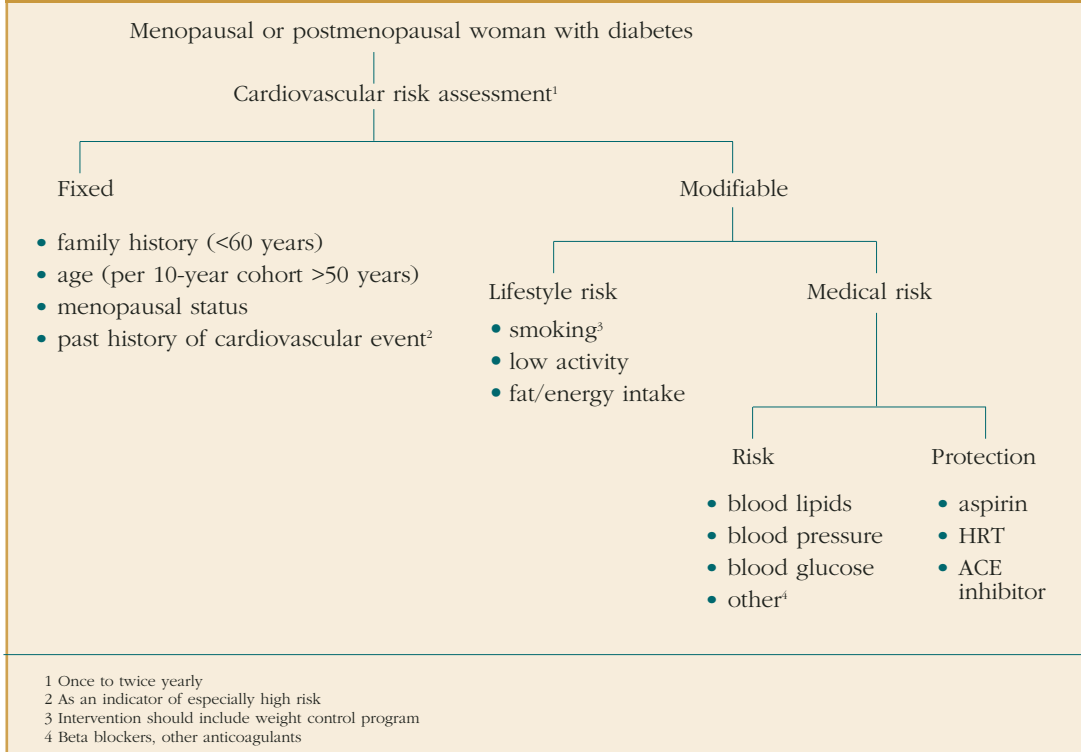 Menopausal or postmenopausal woman with diabetes
Cardiovascular risk assessment¹
Fixed
• family history (<60 years)
• age (per 10-year cohort >50 years)
• menopausal status
• past history of cardiovascular event²
Modifiable
Lifestyle risk
• smoking³
• low activity
• fat/energy intake
Medical risk
Risk
• blood lipids
• blood pressure
• blood glucose
• other⁴
Protection
• aspirin
• HRT
• ACE
inhibitor
1 Once to twice yearly
2 As an indicator of especially high risk
3 Intervention should include weight control program
4 Beta blockers, other anticoagulants